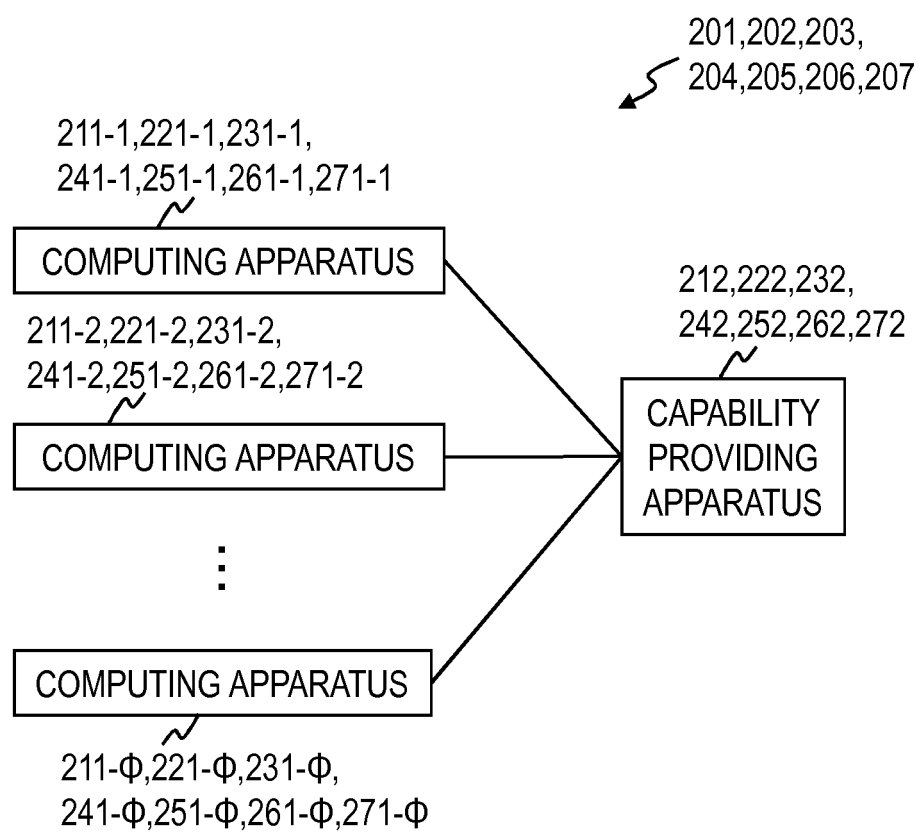 201,202,203,
204,205,206,207
211-1,221-1,231-1,
241-1,251-1,261-1,271-1
COMPUTING APPARATUS
211-2,221-2,231-2,
241-2,251-2,261-2,271-2
COMPUTING APPARATUS
212,222,232,
242,252,262,272
CAPABILITY
PROVIDING
APPARATUS
COMPUTING APPARATUS
211-Φ,221-Φ,231-Φ,
241-Φ,251-Φ,261-Φ,271-Φ